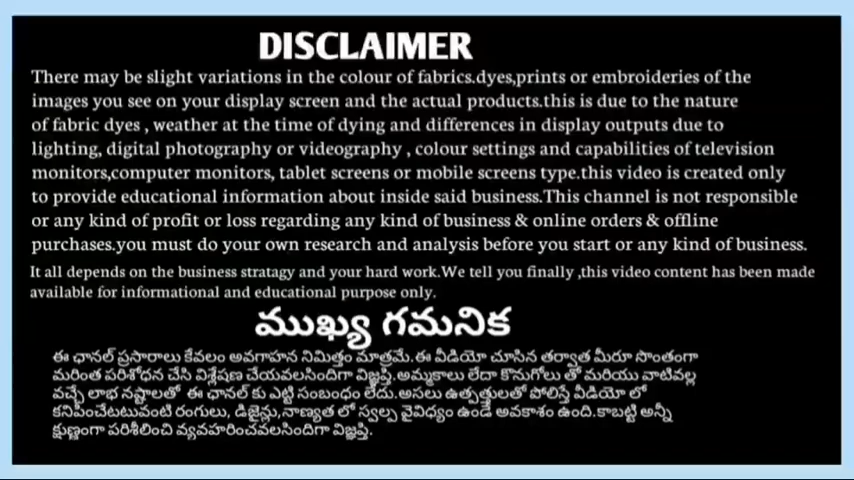 DISCLAIMER
There may be slight variations in the colour of fabrics.dyes,prints or embroideries of the
images you see on your display screen and the actual products.this is due to the nature
of fabric dyes , weather at the time of dying and differences in display outputs due to
lighting, digital photography or videography , colour settings and capabilities of television
monitors,computer monitors, tablet screens or mobile screens type.this video is created only
to provide educational information about inside said business.This channel is not responsible
or any kind of profit or loss regarding any kind of business & online orders & offline
purchases.you must do your own research and analysis before you start or any kind of business.
It all depends on the business stratagy and your hard work.We tell you finally ,this video content has been made
available for informational and educational purpose only.
ముఖ్య గమనిక
ఈ ఛానల్ ప్రసారాలు కేవలం అవగాహన నిమిత్తం మాత్రమే.ఈ వీడియో చూసిన తర్వాత మీరూ సొంతంగా
మరింత పరిశోధన చేసి విశ్లేషణ చేయవలసిందిగా విజ్ఞప్తి.అమ్మకాలు లేదా కొనుగోలు తో మరియు వాటివల్ల
వచ్చే లాభ నష్టాలతో ఈ ఛానల్ కు ఎట్టి సంబంధం లేదు.అసలు ఉత్పత్తులతో పోలిస్తే వీడియో లో
కనిపించేటటువంటి రంగులు, డిజైన్లు,నాణ్యత లో స్వల్ప వైవిధ్యం ఉండే అవకాశం ఉంది.కాబట్టి అన్నీ
క్షుణ్ణంగా పరిశీలించి వ్యవహరించవలసిందిగా విజ్ఞప్తి.